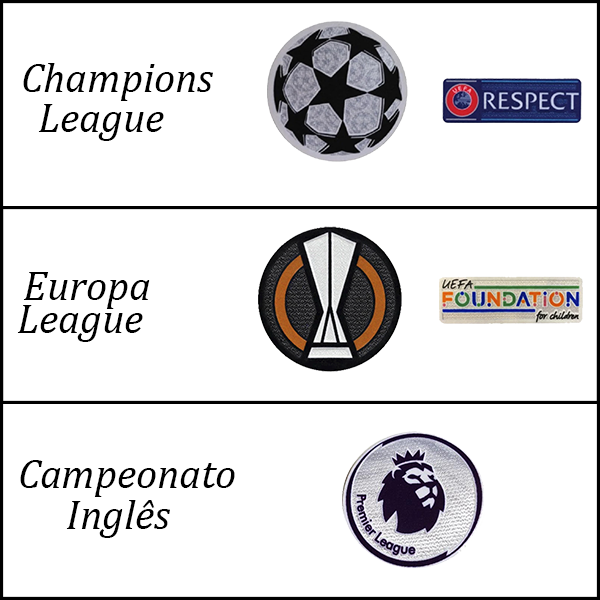 Champions
League
UEFA
RESPECT
Europa
League
UEFA
FOUNDATION
for children
Campeonato
Inglês
Premier League